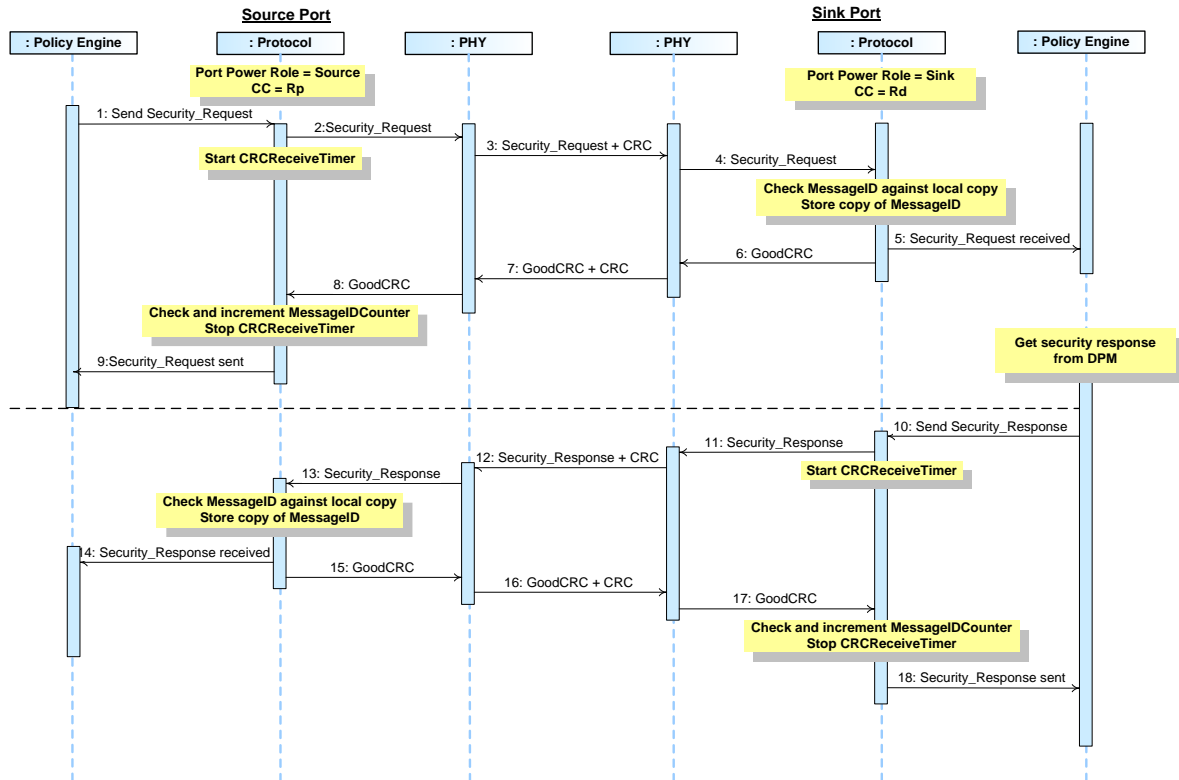 Source Port
Sink Port
: Policy Engine
: Protocol
: PHY
: PHY
: Protocol
: Policy Engine
Port Power Role = Source
CC = Rp
Port Power Role = Sink
CC = Rd
1: Send Security_Request
2:Security_Request
3: Security_Request + CRC
Start CRCReceiveTimer
4: Security_Request
Check MessageID against local copy
Store copy of MessageID
5: Security_Request received
6: GoodCRC
7: GoodCRC + CRC
8: GoodCRC
Check and increment MessageIDCounter
Stop CRCReceiveTimer
Get security response
from DPM
9:Security_Request sent
10: Send Security_Response
11: Security_Response
12: Security_Response + CRC
Start CRCReceiveTimer
13: Security_Response
Check MessageID against local copy
Store copy of MessageID
14: Security_Response received
15: GoodCRC
16: GoodCRC + CRC
17: GoodCRC
Check and increment MessageIDCounter
Stop CRCReceiveTimer
18: Security_Response sent